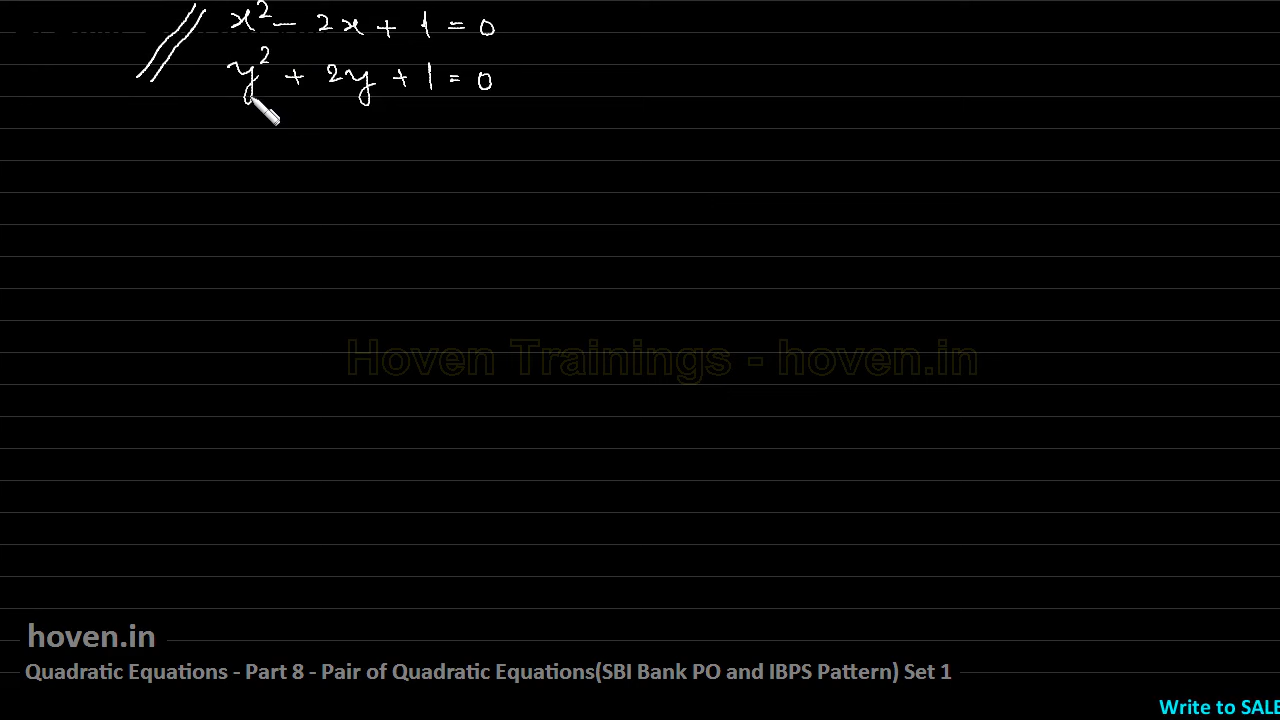 x² - 2x + 1 = 0
y² + 2y + 1 = 0
Hoven Trainings - hoven.in
hoven.in
Quadratic Equations - Part 8 - Pair of Quadratic Equations(SBI Bank PO and IBPS Pattern) Set 1
Write to SALE